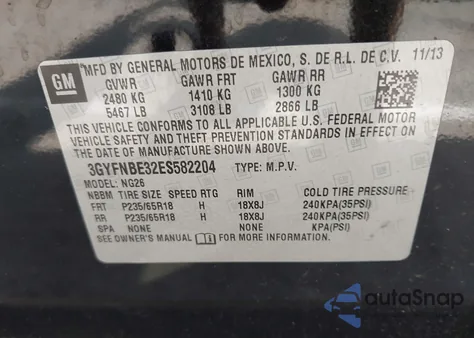 GM
MFD BY GENERAL MOTORS DE MEXICO, S. DE R.L. DE C.V. 11/13
GVWR GAWR FRT GAWR RR
2480 KG 1410 KG 1300 KG
5467 LB 3108 LB 2866 LB
THIS VEHICLE CONFORMS TO ALL APPLICABLE U.S. FEDERAL MOTOR
VEHICLE SAFETY, BUMPER, AND THEFT PREVENTION STANDARDS IN
EFFECT ON THE DATE OF MANUFACTURE SHOWN ABOVE.
3GYFNBE32ES582204 TYPE: M.P.V.
MODEL: NG26
NBB TIRE SIZE SPEED RTG RIM COLD TIRE PRESSURE
FRT P235/65R18 H 18X8J 240KPA(35PSI)
RR P235/65R18 H 18X8J 240KPA(35PSI)
SPA NONE NONE KPA(PSI)
SEE OWNER'S MANUAL FOR MORE INFORMATION.
autoSnap